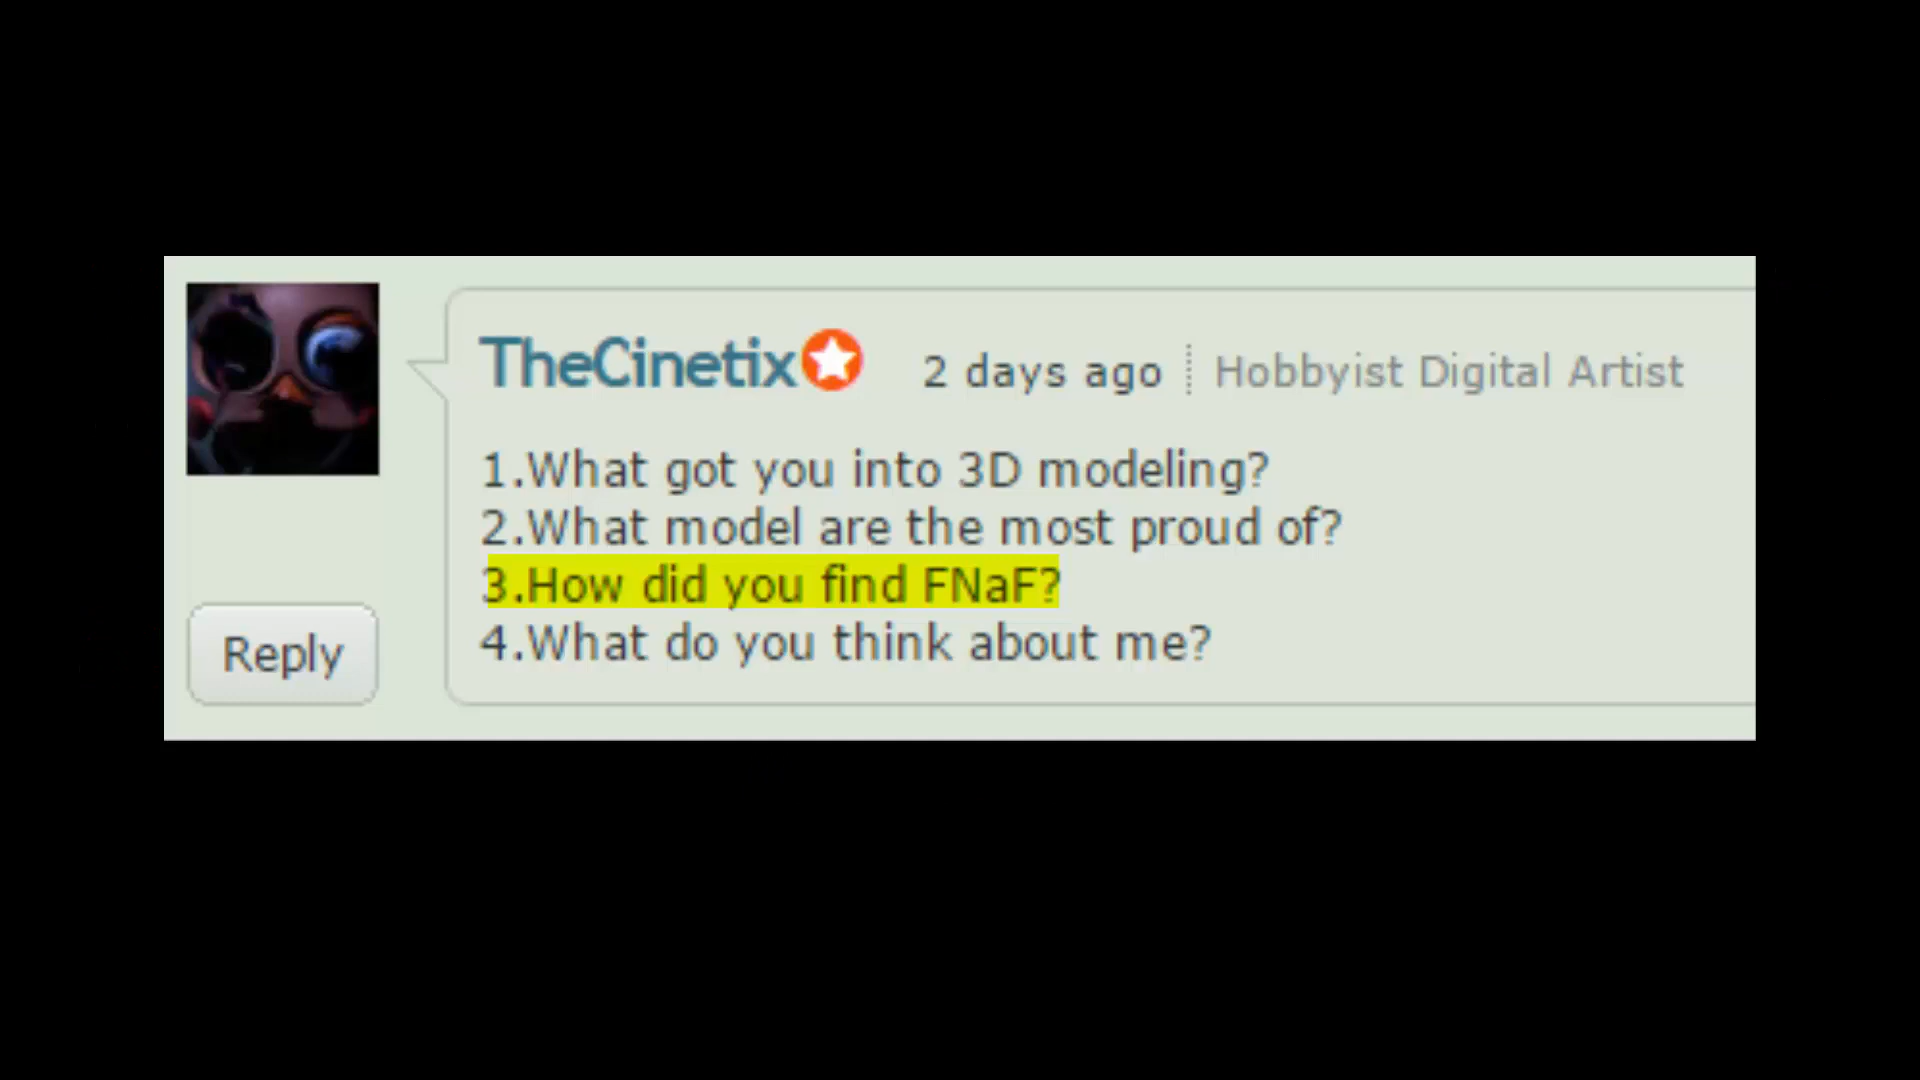 TheCinetix 2 days ago Hobbyist Digital Artist
1.What got you into 3D modeling?
2.What model are the most proud of?
3.How did you find FNaF?
4.What do you think about me?
Reply